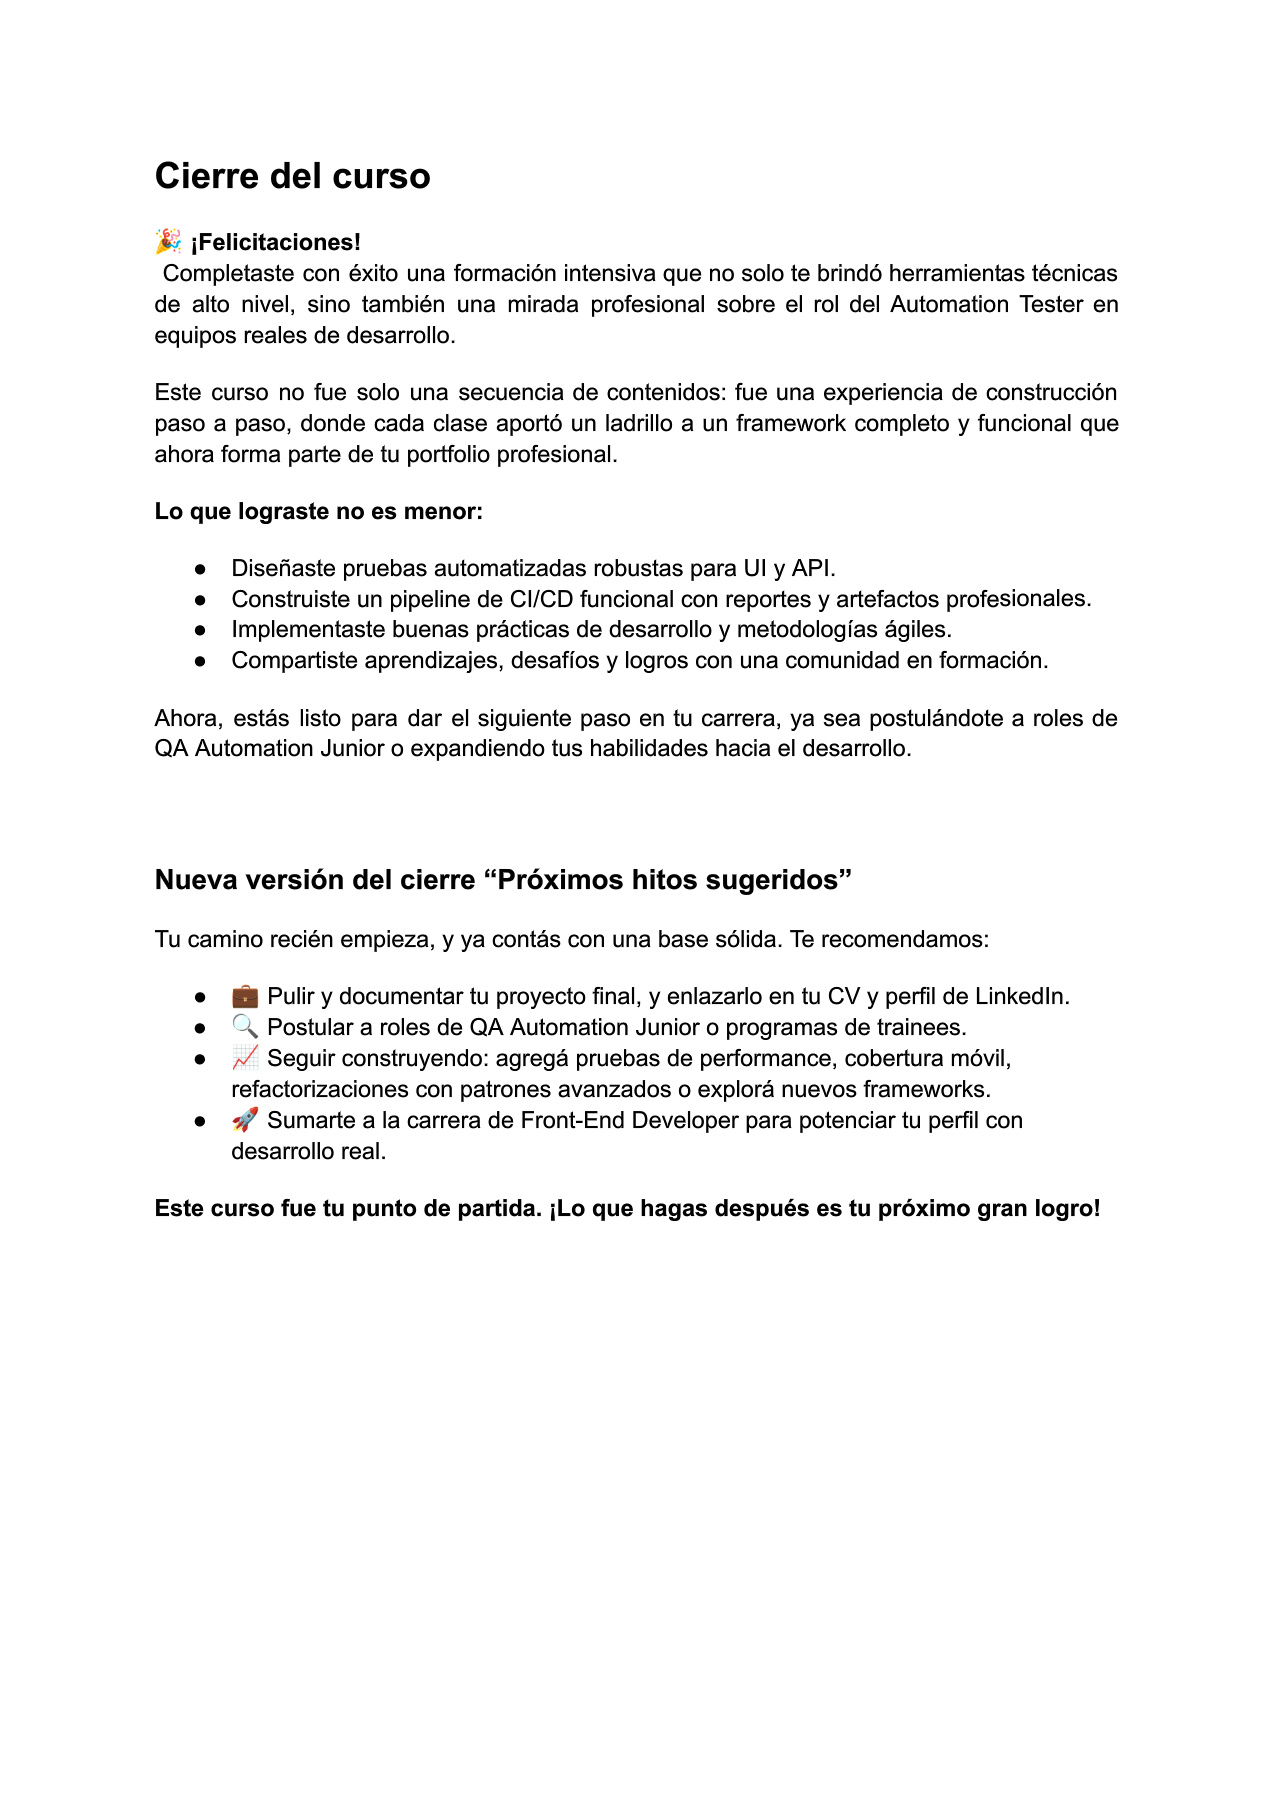 Cierre del curso
🎉 ¡Felicitaciones!
Completaste con éxito una formación intensiva que no solo te brindó herramientas técnicas
de alto nivel, sino también una mirada profesional sobre el rol del Automation Tester en
equipos reales de desarrollo.
Este curso no fue solo una secuencia de contenidos: fue una experiencia de construcción
paso a paso, donde cada clase aportó un ladrillo a un framework completo y funcional que
ahora forma parte de tu portfolio profesional.
Lo que lograste no es menor:
● Diseñaste pruebas automatizadas robustas para UI y API.
● Construiste un pipeline de CI/CD funcional con reportes y artefactos profesionales.
● Implementaste buenas prácticas de desarrollo y metodologías ágiles.
● Compartiste aprendizajes, desafíos y logros con una comunidad en formación.
Ahora, estás listo para dar el siguiente paso en tu carrera, ya sea postulándote a roles de
QA Automation Junior o expandiendo tus habilidades hacia el desarrollo.
Nueva versión del cierre “Próximos hitos sugeridos”
Tu camino recién empieza, y ya contás con una base sólida. Te recomendamos:
● 💼 Pulir y documentar tu proyecto final, y enlazarlo en tu CV y perfil de LinkedIn.
● 🔍 Postular a roles de QA Automation Junior o programas de trainees.
● 📈 Seguir construyendo: agregá pruebas de performance, cobertura móvil,
refactorizaciones con patrones avanzados o explorá nuevos frameworks.
● 🚀 Sumarte a la carrera de Front-End Developer para potenciar tu perfil con
desarrollo real.
Este curso fue tu punto de partida. ¡Lo que hagas después es tu próximo gran logro!